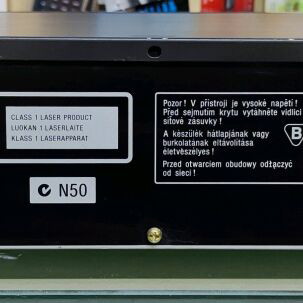 CLASS 1 LASER PRODUCT
LUOKAN 1 LASERLAITE
KLASS 1 LASERAPPARAT
N50
Pozor! V přístroji je vysoké napětí!
Před sejmutím krytu vytáhněte vidlici
síťové zásuvky!
A készülék hátlapjának vagy
burkolatának eltávolítása
életveszélyes!
Przed otwarciem obudowy odłączyć
od sieci!
B